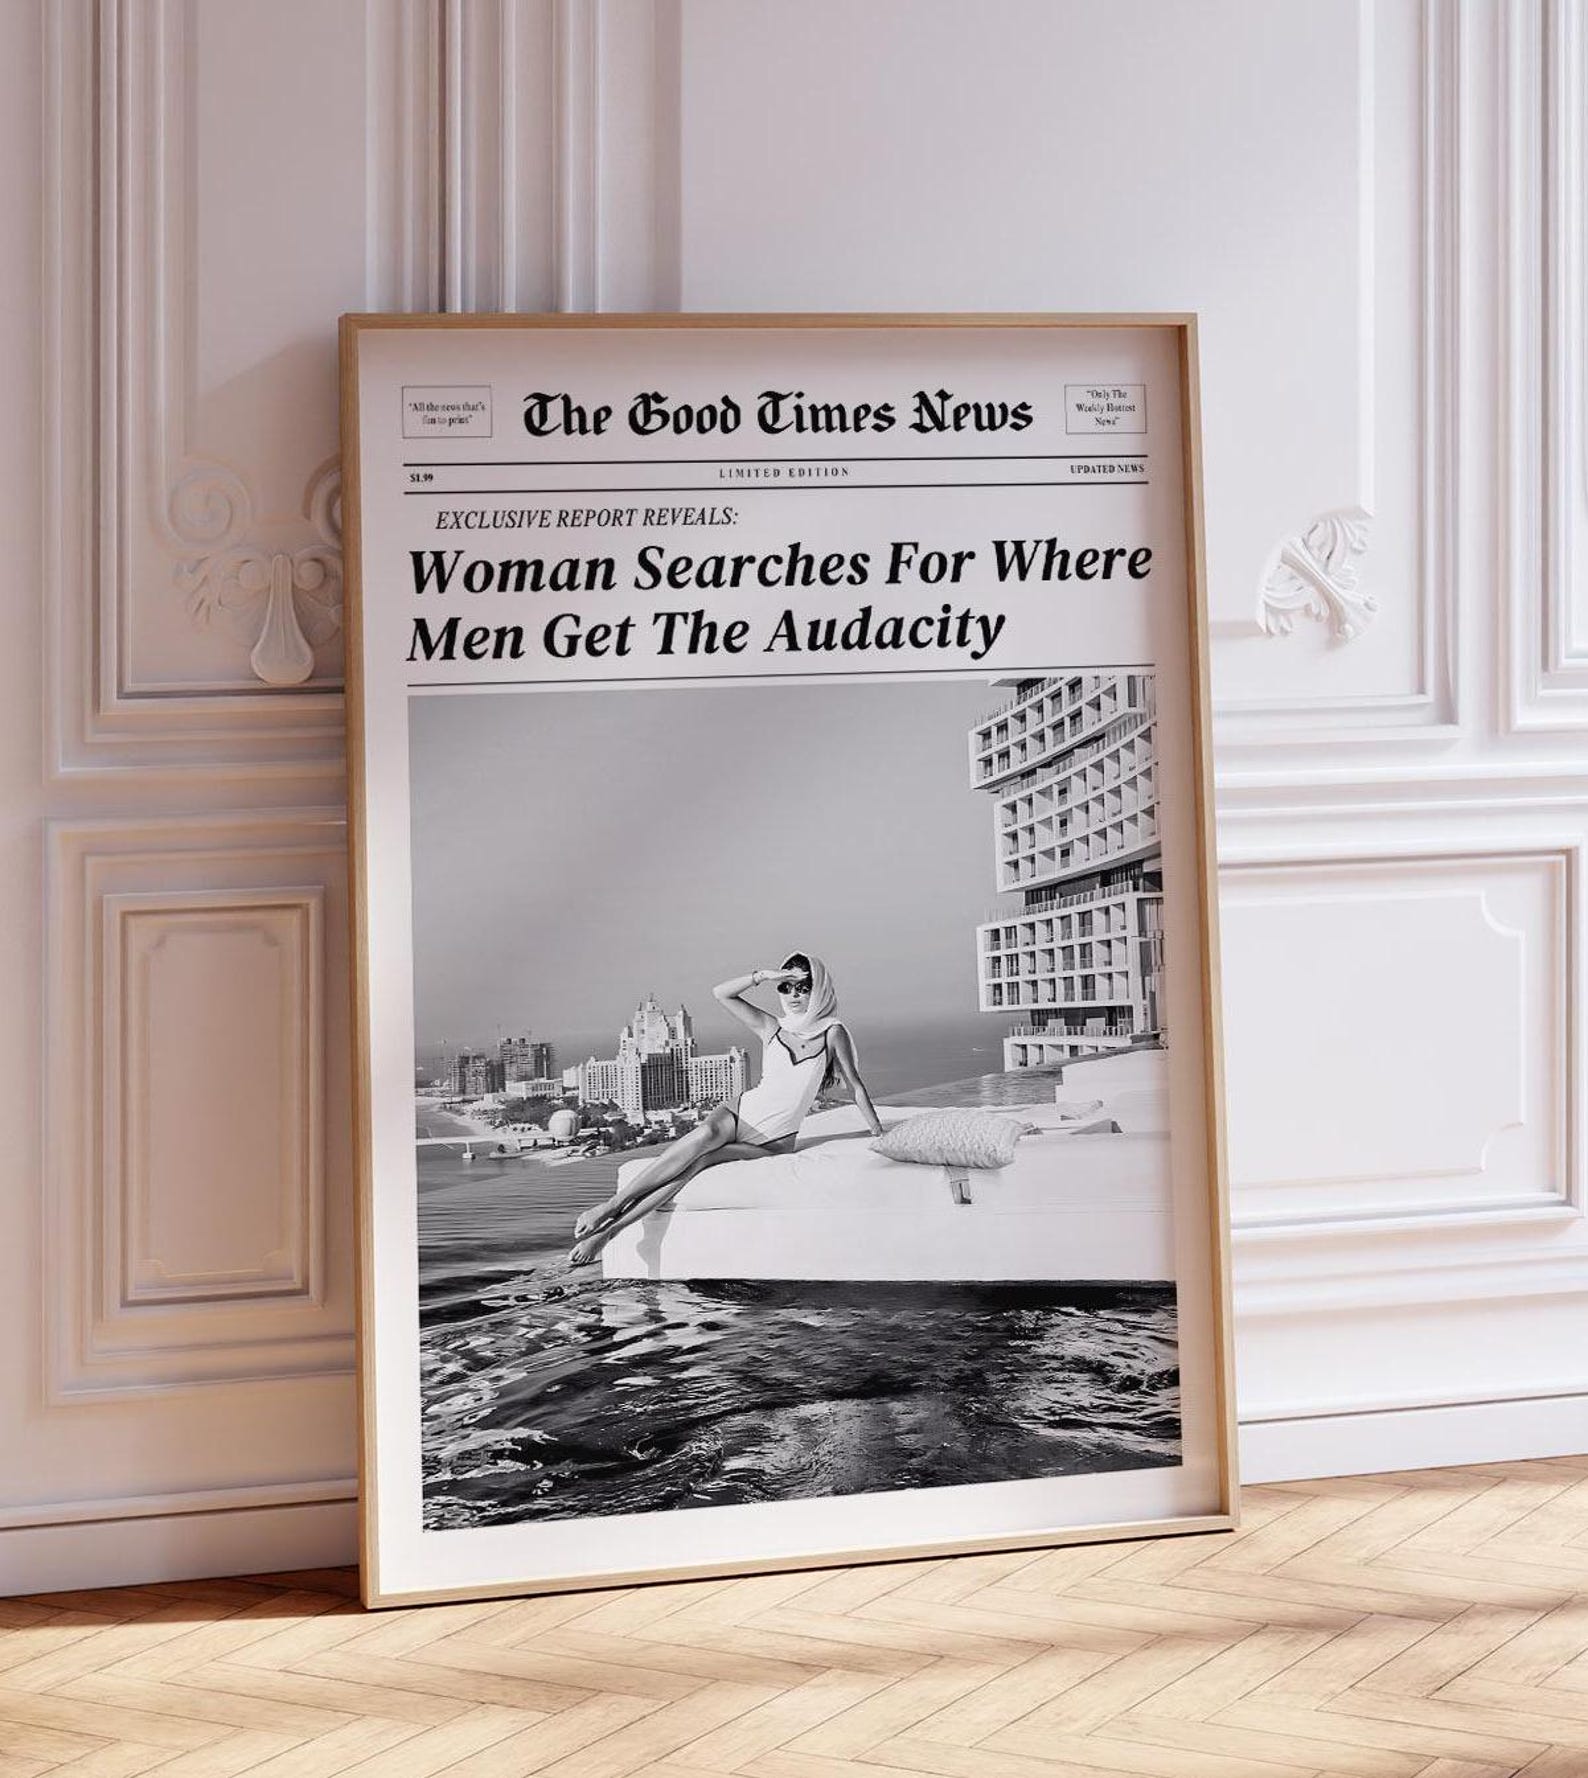 "All the news that's
fun to print"
The Good Times News
"Only The
Weekly Hottest
News"
$1.99
LIMITED EDITION
UPDATED NEWS
EXCLUSIVE REPORT REVEALS:
Woman Searches For Where
Men Get The Audacity